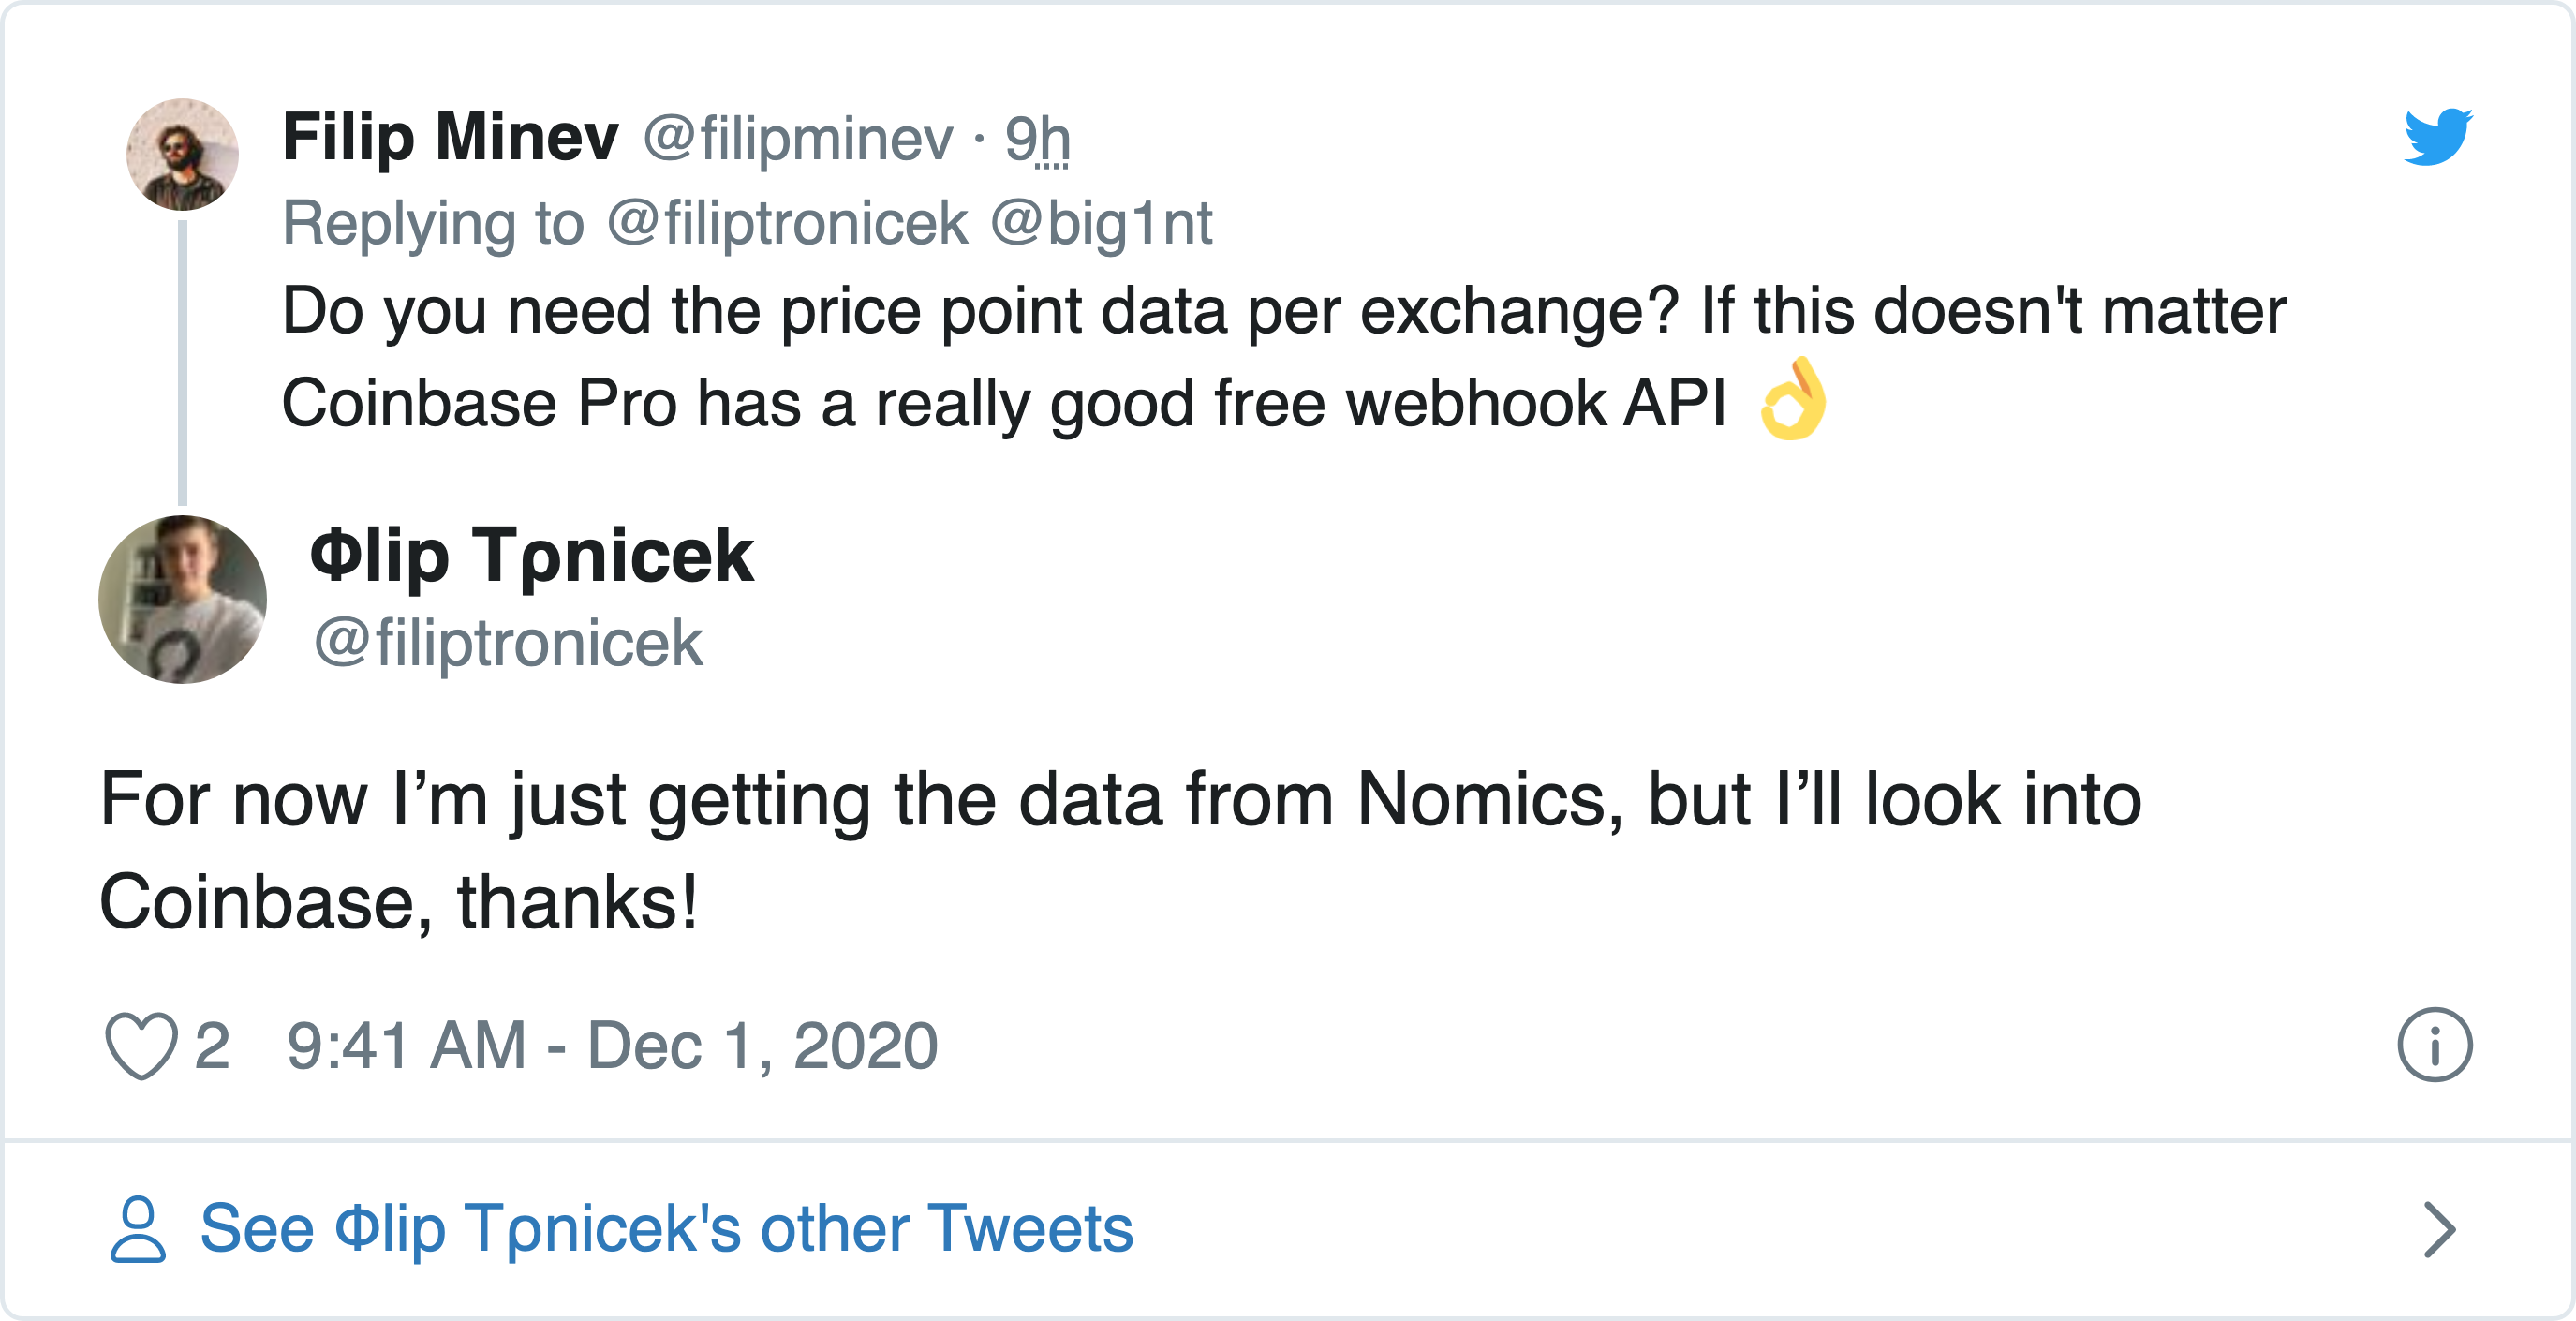 Filip Minev @filipminev · 9h
Replying to @filiptronicek @big1nt
Do you need the price point data per exchange? If this doesn't matter
Coinbase Pro has a really good free webhook API 👌
Φlip Tρnicek
@filiptronicek
For now I’m just getting the data from Nomics, but I’ll look into
Coinbase, thanks!
2 9:41 AM - Dec 1, 2020
See Φlip Tρnicek's other Tweets